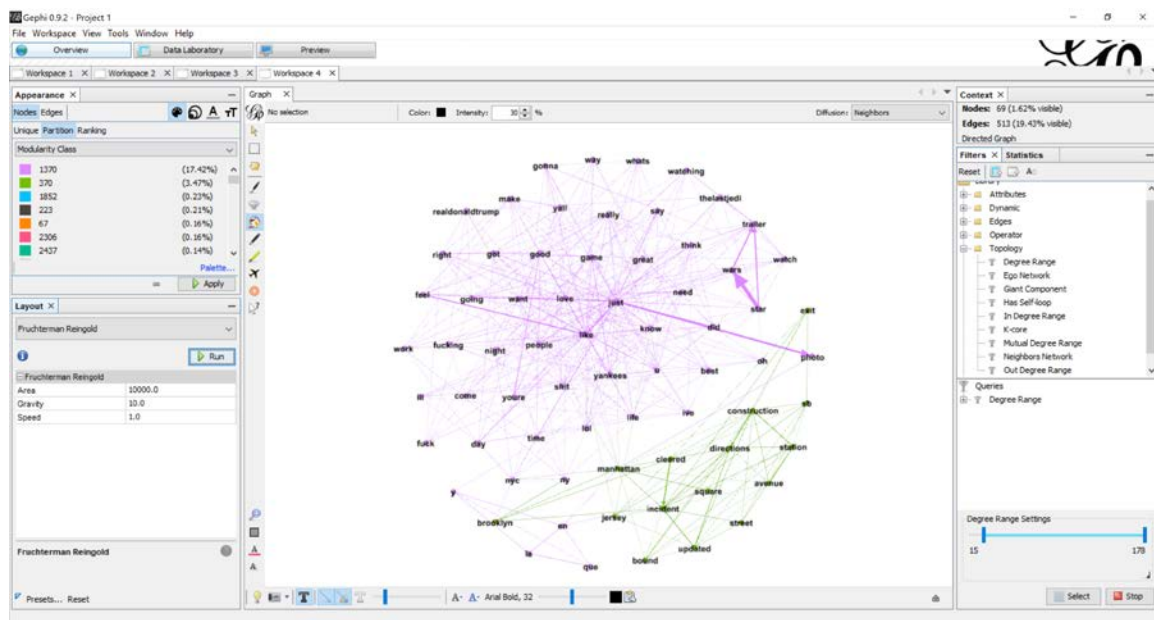 Gephi 0.9.2 - Project 1
File Workspace View Tools Window Help
Overview Data Laboratory Preview
Workspace 1 X Workspace 2 X Workspace 3 X Workspace 4 X
Appearance X
Nodes Edges
Unique Partition Ranking
Modularity Class
1370 (17.42%)
370 (3.47%)
1852 (0.23%)
223 (0.21%)
67 (0.16%)
2306 (0.16%)
2437 (0.14%)
Palette...
Apply
Layout X
Fruchterman Reingold
Run
Fruchterman Reingold
Area 10000.0
Gravity 10.0
Speed 1.0
Fruchterman Reingold
Presets... Reset
Graph X
No selection Color: Intensity: 30 % Diffusion: Neighbors
gonna way whats
watching
make thelastjedi
realdonaldtrump yall really say
trailer
think
right got good game great
wars watch
feel going want love just need
star exit
like know did
work fucking night people
photo
yankees u best oh
shit
ill come youre
construction sb
life ive
lol
fuck day time
directions station
cleared
manhattan
nyc ny
avenue
y square
incident
brooklyn en jersey street
updated
la bound
que
Arial Bold, 32
Context X
Nodes: 69 (1.62% visible)
Edges: 513 (19.43% visible)
Directed Graph
Filters X Statistics
Reset
Library
Attributes
Dynamic
Edges
Operator
Topology
Degree Range
Ego Network
Giant Component
Has Self-loop
In Degree Range
K-core
Mutual Degree Range
Neighbors Network
Out Degree Range
Queries
Degree Range
Degree Range Settings
15 178
Select Stop